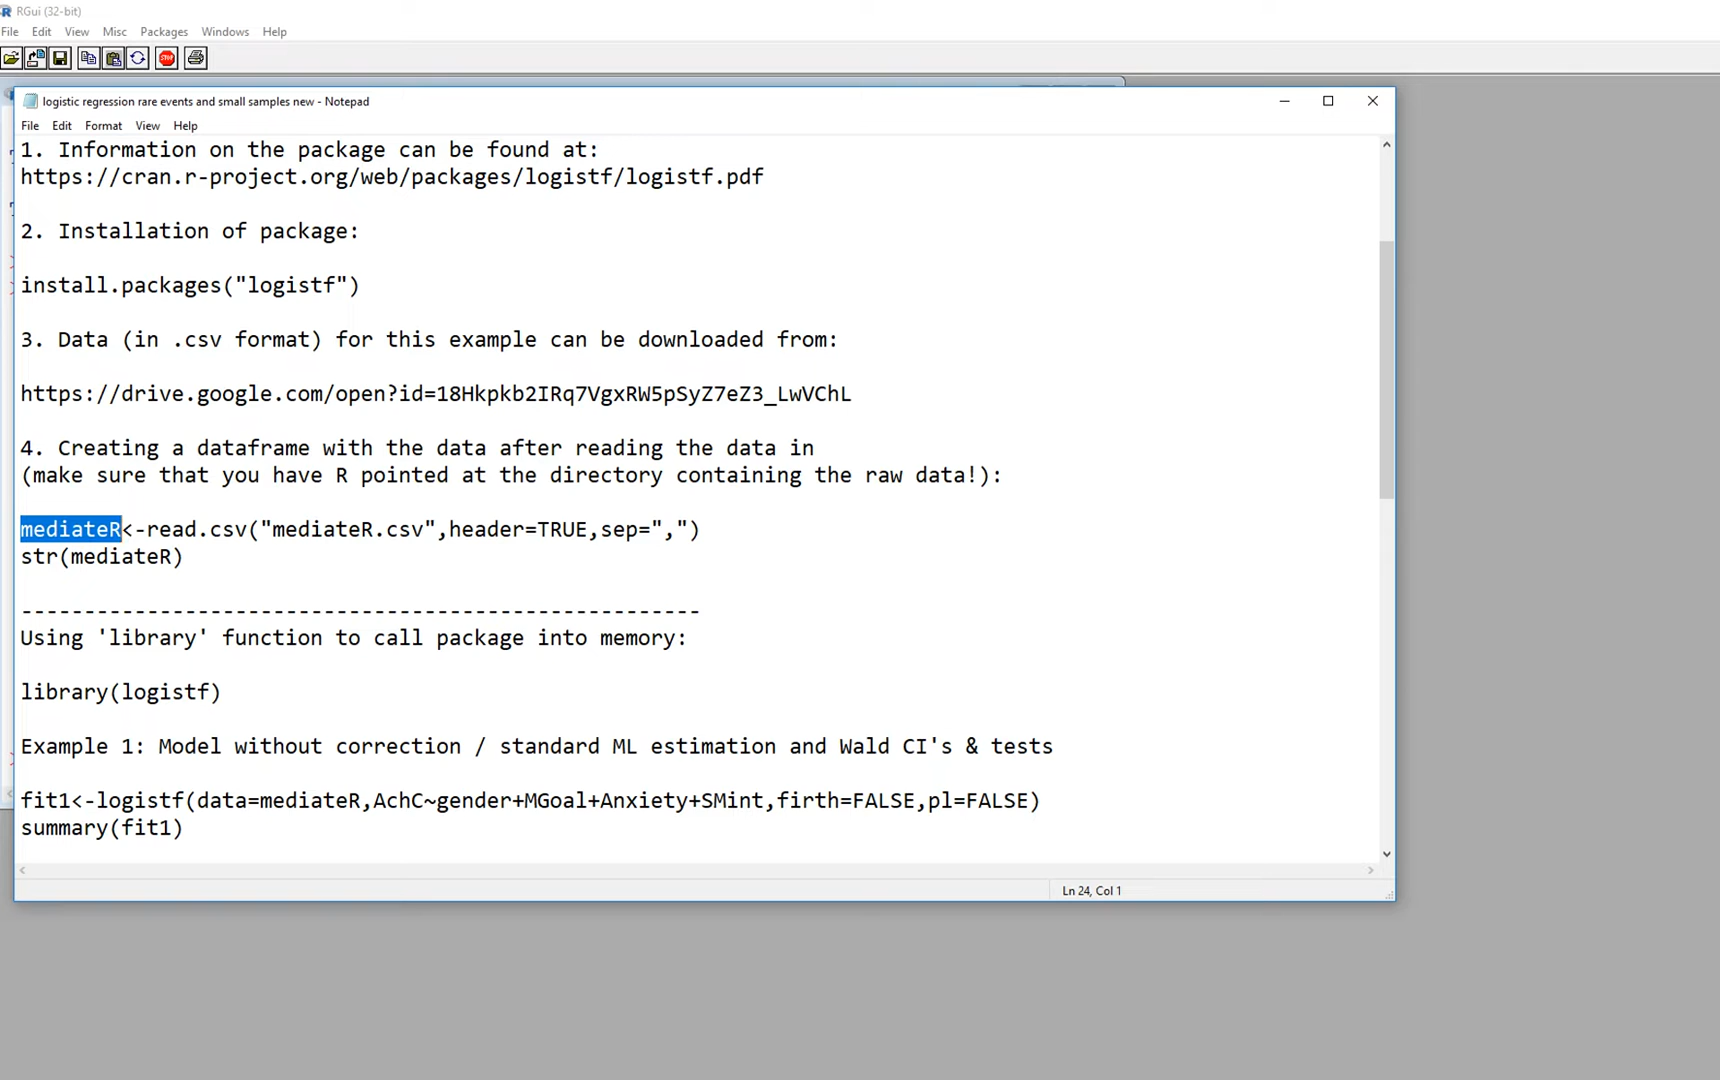 RGui (32-bit)
File Edit View Misc Packages Windows Help
STOP
logistic regression rare events and small samples new - Notepad
File Edit Format View Help
1. Information on the package can be found at:
https://cran.r-project.org/web/packages/logistf/logistf.pdf
2. Installation of package:
install.packages("logistf")
3. Data (in .csv format) for this example can be downloaded from:
https://drive.google.com/open?id=18Hkpkb2IRq7VgxRW5pSyZ7eZ3_LwVChL
4. Creating a dataframe with the data after reading the data in
(make sure that you have R pointed at the directory containing the raw data!):
mediateR<-read.csv("mediateR.csv",header=TRUE,sep=",")
str(mediateR)
------------------------------------------------------
Using 'library' function to call package into memory:
library(logistf)
Example 1: Model without correction / standard ML estimation and Wald CI's & tests
fit1<-logistf(data=mediateR,AchC~gender+MGoal+Anxiety+SMint,firth=FALSE,pl=FALSE)
summary(fit1)
Ln 24, Col 1